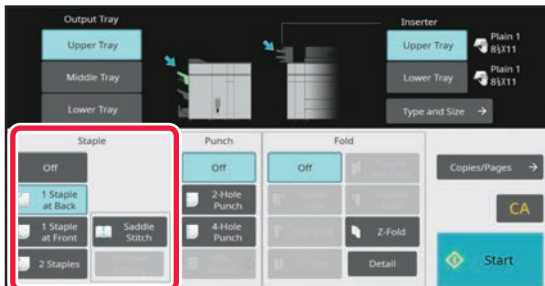 Output Tray
Upper Tray
Middle Tray
Lower Tray
Inserter
Upper Tray
Plain 1
8½X11
Lower Tray
Plain 1
8½X11
Type and Size
Staple
Off
1 Staple
at Back
1 Staple
at Front
2 Staples
Saddle
Stitch
Punch
Off
2-Hole
Punch
4-Hole
Punch
Fold
Off
Z-Fold
Detail
Copies/Pages
CA
Start